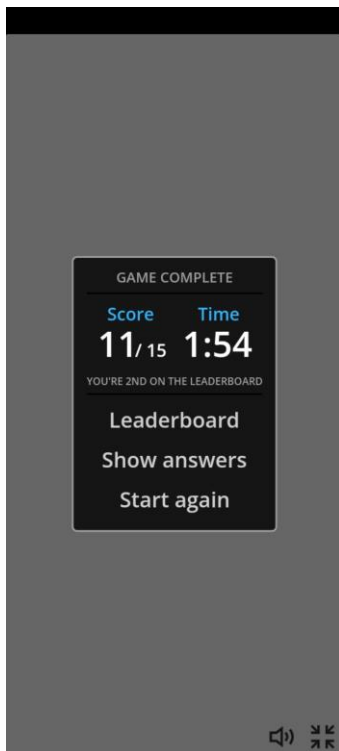 GAME COMPLETE
Score Time
11/ 15 1:54
YOU'RE 2ND ON THE LEADERBOARD
Leaderboard
Show answers
Start again